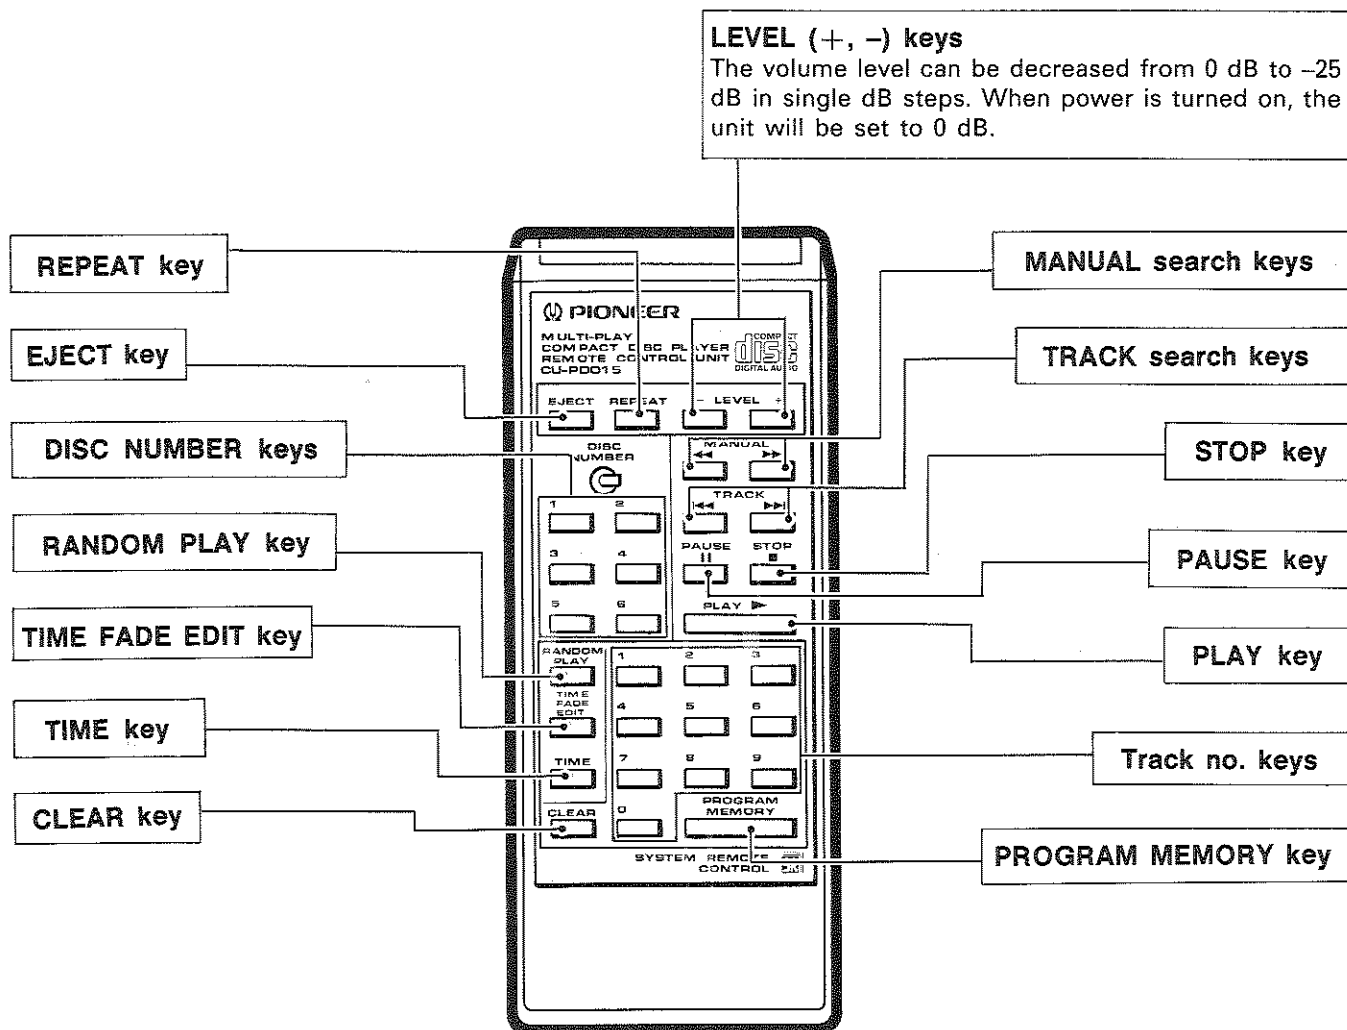 LEVEL (+, –) keys
The volume level can be decreased from 0 dB to –25
dB in single dB steps. When power is turned on, the
unit will be set to 0 dB.
REPEAT key
EJECT key
DISC NUMBER keys
RANDOM PLAY key
TIME FADE EDIT key
TIME key
CLEAR key
PIONEER
MULTI-PLAY
COMPACT DISC PLAYER
REMOTE CONTROL UNIT
CU-PD015
COMPACT
disc
DIGITAL AUDIO
EJECT REPEAT – LEVEL +
DISC
NUMBER
MANUAL
◀◀ ▶▶
1 2
TRACK
|◀◀ ▶▶|
3 4
PAUSE STOP
II ■
5 6
PLAY ▶
RANDOM
PLAY
1 2 3
TIME
FADE
EDIT
4 5 6
TIME
7 8 9
CLEAR
0
PROGRAM
MEMORY
SYSTEM REMOTE
CONTROL
MANUAL search keys
TRACK search keys
STOP key
PAUSE key
PLAY key
Track no. keys
PROGRAM MEMORY key